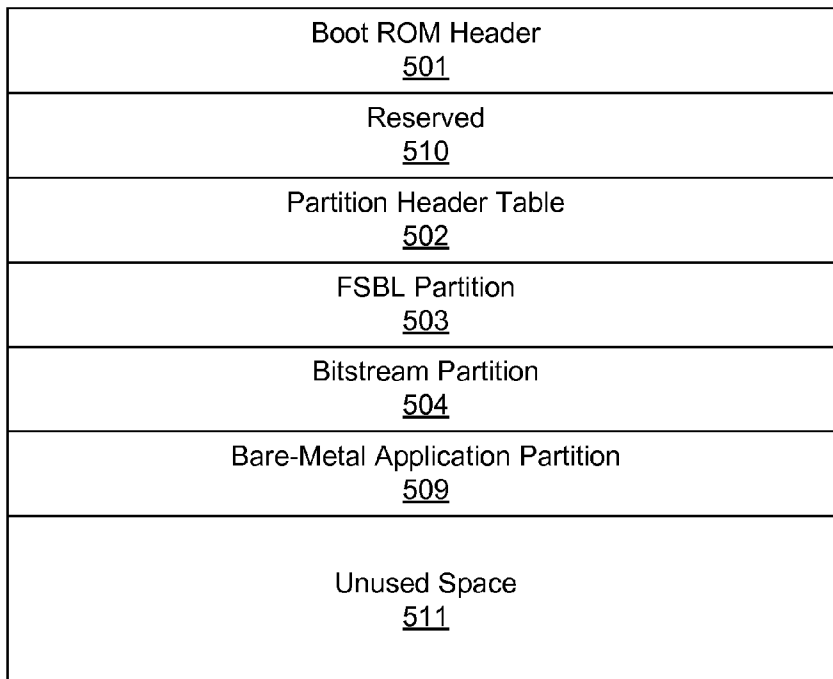 Boot ROM Header
501
Reserved
510
Partition Header Table
502
FSBL Partition
503
Bitstream Partition
504
Bare-Metal Application Partition
509
Unused Space
511